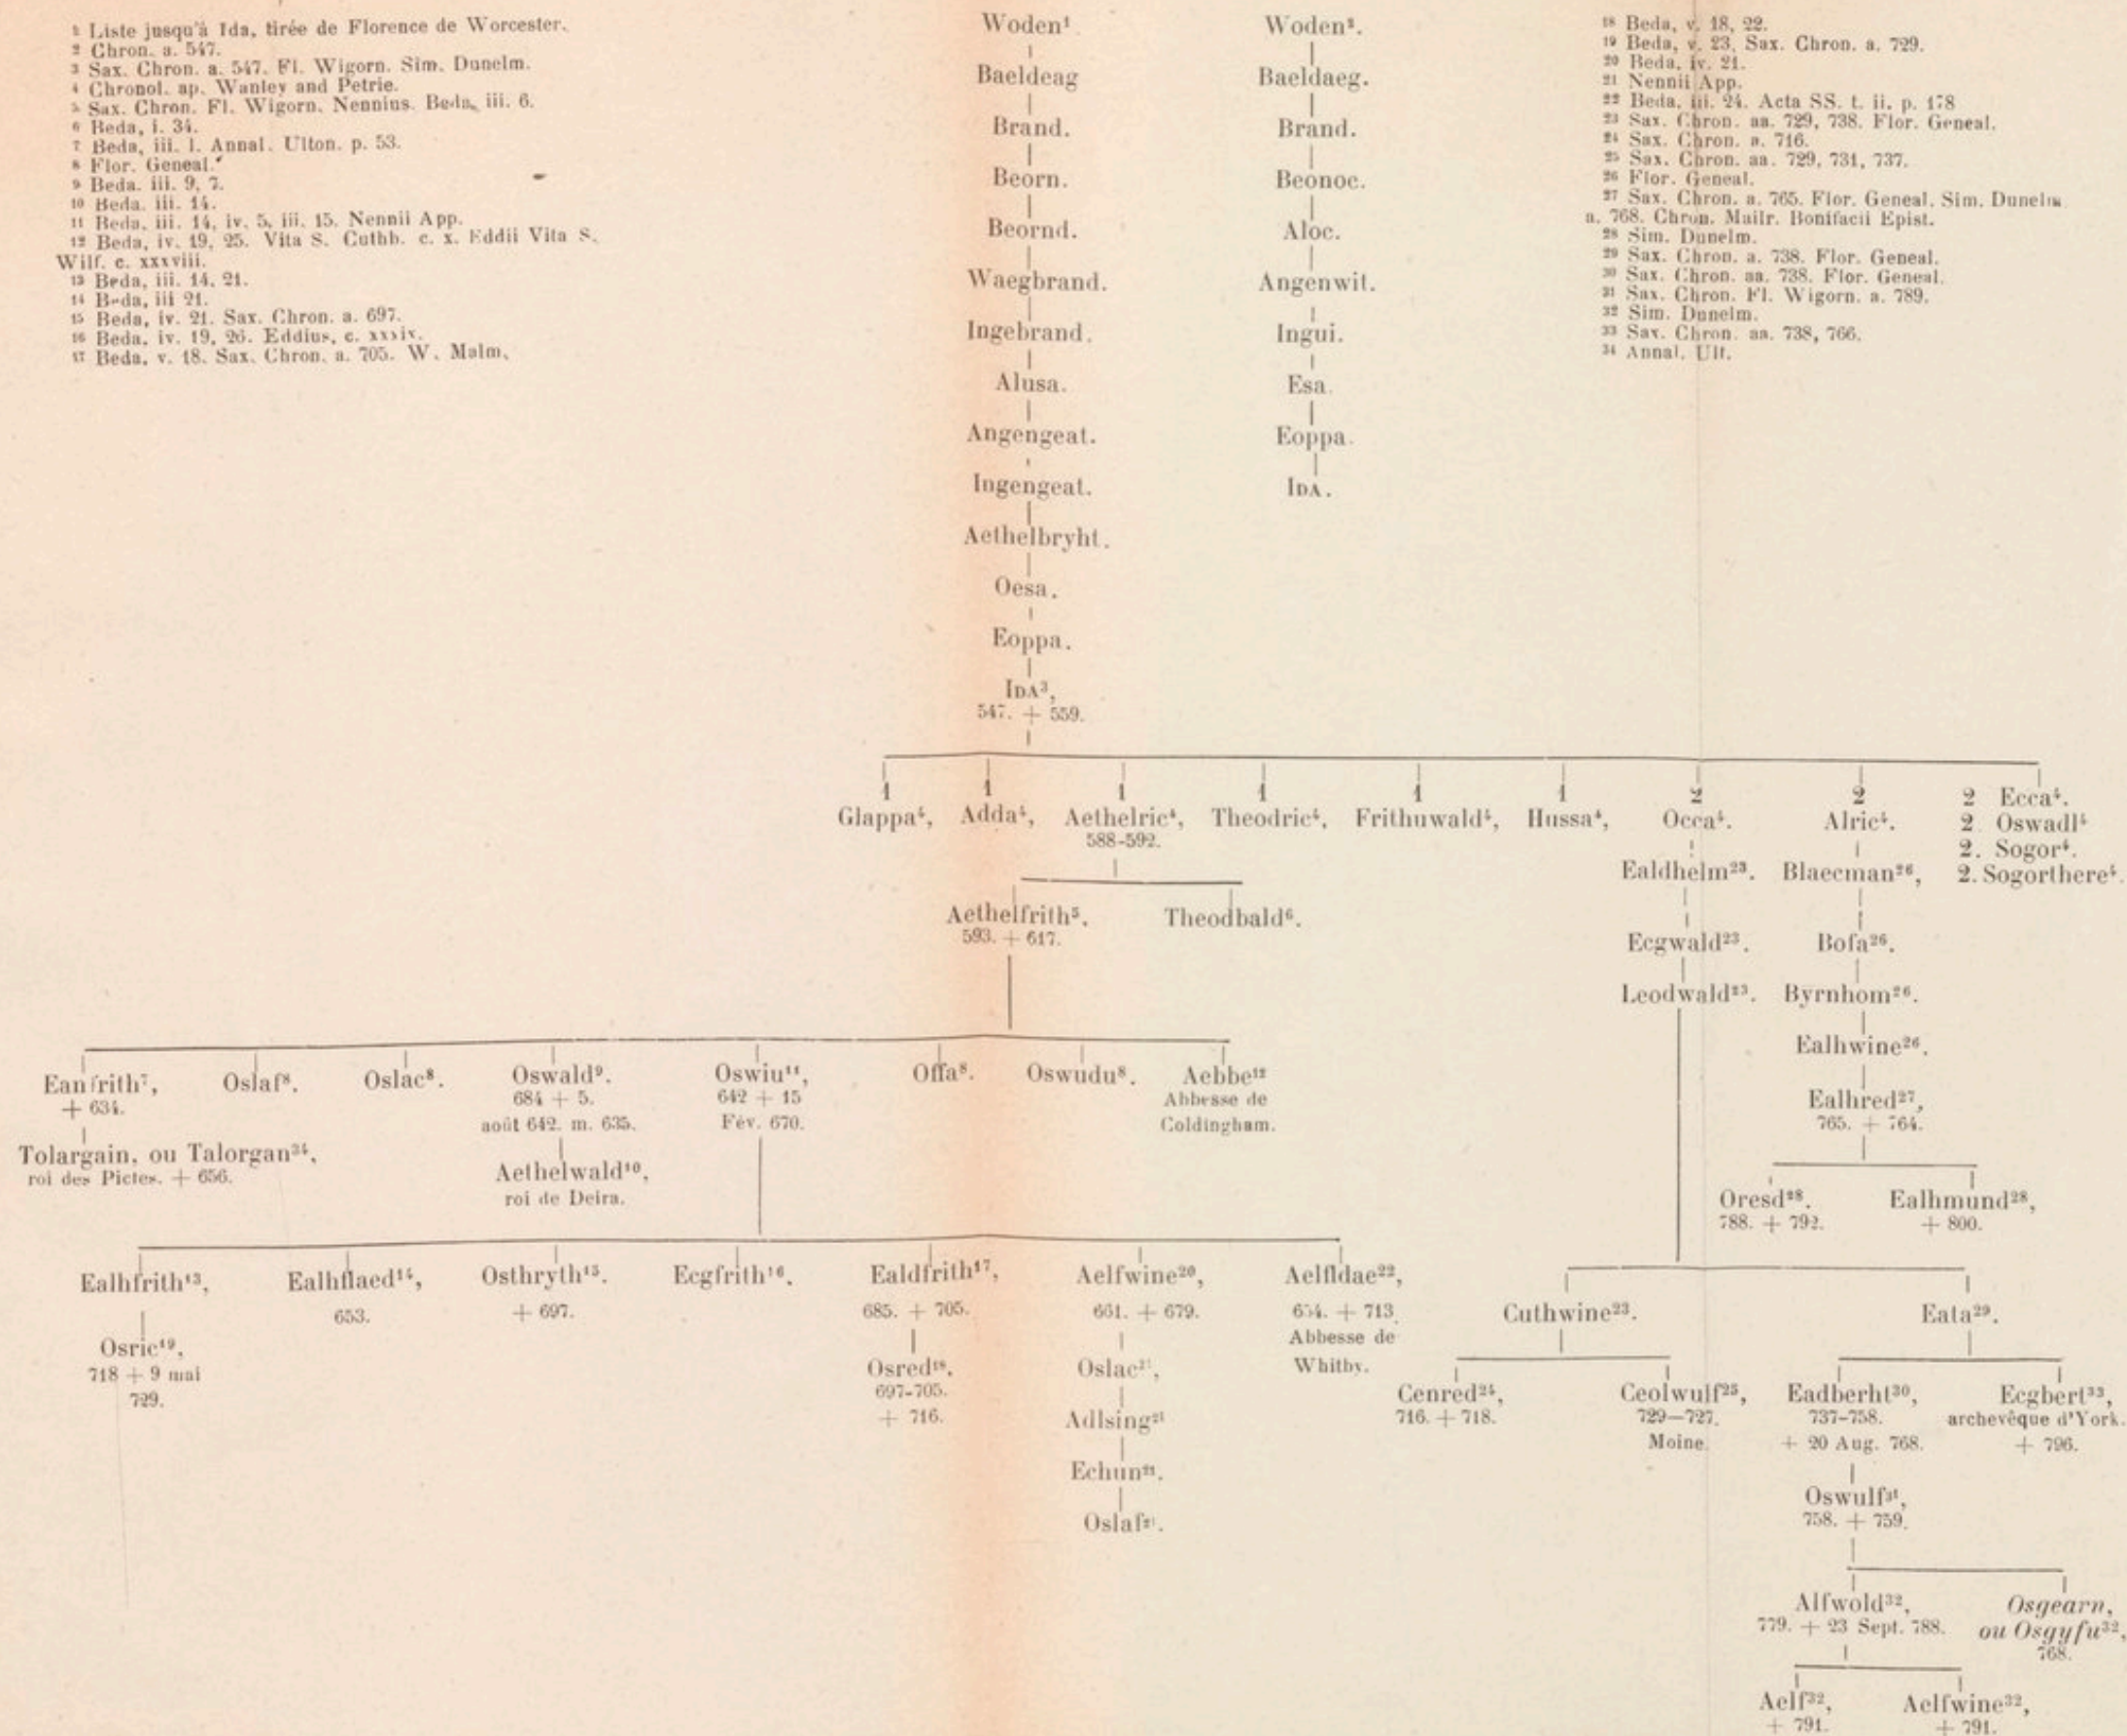 ¹ Liste jusqu'à Ida, tirée de Florence de Worcester.
² Chron. a. 547.
³ Sax. Chron. a. 547. Fl. Wigorn. Sim. Dunelm.
⁴ Chronol. ap. Wanley and Petrie.
⁵ Sax. Chron. Fl. Wigorn. Nennius. Beda, iii. 6.
⁶ Beda, i. 34.
⁷ Beda, iii. 1. Annal. Ulton. p. 53.
⁸ Flor. Geneal.
⁹ Beda. iii. 9, 7.
¹⁰ Beda. iii. 14.
¹¹ Beda. iii. 14, iv. 5, iii. 15. Nennii App.
¹² Beda, iv. 19, 25. Vita S. Cuthb. c. x. Eddii Vita S.
Wilf. c. xxxviii.
¹³ Beda, iii. 14, 21.
¹⁴ Beda, iii 21.
¹⁵ Beda, iv. 21. Sax. Chron. a. 697.
¹⁶ Beda. iv. 19, 26. Eddius, c. xxxix.
¹⁷ Beda. v. 18. Sax. Chron. a. 705. W. Malm.
¹⁸ Beda, v. 18, 22.
¹⁹ Beda, v. 23, Sax. Chron. a. 729.
²⁰ Beda. iv. 21.
²¹ Nennii App.
²² Beda, iii. 24. Acta SS. t. ii. p. 178
²³ Sax. Chron. aa. 729, 738. Flor. Geneal.
²⁴ Sax. Chron. a. 716.
²⁵ Sax. Chron. aa. 729, 731, 737.
²⁶ Flor. Geneal.
²⁷ Sax. Chron. a. 765. Flor. Geneal. Sim. Dunelm
a. 768. Chron. Mailr. Bonifacii Epist.
²⁸ Sim. Dunelm.
²⁹ Sax. Chron. a. 738. Flor. Geneal.
³⁰ Sax. Chron. aa. 738. Flor. Geneal.
³¹ Sax. Chron. Fl. Wigorn. a. 789.
³² Sim. Dunelm.
³³ Sax. Chron. aa. 738, 766.
³⁴ Annal. Ult.
Woden¹.
Baeldeag
Brand.
Beorn.
Beornd.
Waegbrand.
Ingebrand.
Alusa.
Angengeat.
Ingengeat.
Aethelbryht.
Oesa.
Eoppa.
IDA³,
547. + 559.
Woden².
Baeldaeg.
Brand.
Beonoc.
Aloc.
Angenwit.
Ingui.
Esa.
Eoppa.
IDA.
1 1 1 1 1 1 2 2
Glappa⁴, Adda⁴, Aethelric⁴, Theodric⁴, Frithuwald⁴, Hussa⁴, Occa⁴. Alric⁴.
2 Ecca⁴.
2. Oswadl⁴
2. Sogor⁴.
2. Sogorthere⁴.
588-592.
Aethelfrith⁵. Theodbald⁶.
593. + 617.
Ealdhelm²³. Blaecman²⁶,
Ecgwald²³. Bofa²⁶.
Leodwald²³. Byrnhom²⁶.
Ealhwine²⁶.
Ealhred²⁷,
765. + 764.
Oresd²⁸. Ealhmund²⁸,
788. + 792. + 800.
Eanfrith⁷, Oslaf⁸. Oslac⁸. Oswald⁹. Oswiu¹¹, Offa⁸. Oswudu⁸. Aebbe¹²
+ 634. 684 + 5. 642 + 15 Abbesse de
août 642. m. 635. Fév. 670. Coldingham.
Tolargain, ou Talorgan³⁴, Aethelwald¹⁰,
roi des Pictes. + 656. roi de Deira.
Ealhfrith¹³, Ealhflaed¹⁴, Osthryth¹⁵. Ecgfrith¹⁶. Ealdfrith¹⁷, Aelfwine²⁰, Aelfldae²²,
653. + 697. 685. + 705. 661. + 679. 654. + 713.
Abbesse de
Whitby.
Osric¹⁹, Osred¹⁸. Oslac²¹,
718 + 9 mai 697-705.
729. + 716. Adlsing²¹
Echun²¹.
Oslaf²¹.
Cuthwine²³. Eata²⁹.
Cenred²⁴, Ceolwulf²⁵, Eadberht³⁰, Ecgbert³³,
716. + 718. 729—727. 737-758. archevêque d'York.
Moine. + 20 Aug. 768. + 796.
Oswulf³¹,
758. + 759.
Alfwold³², Osgearn,
779. + 23 Sept. 788. ou Osgyfu³²,
768.
Aelf³², Aelfwine³²,
+ 791. + 791.